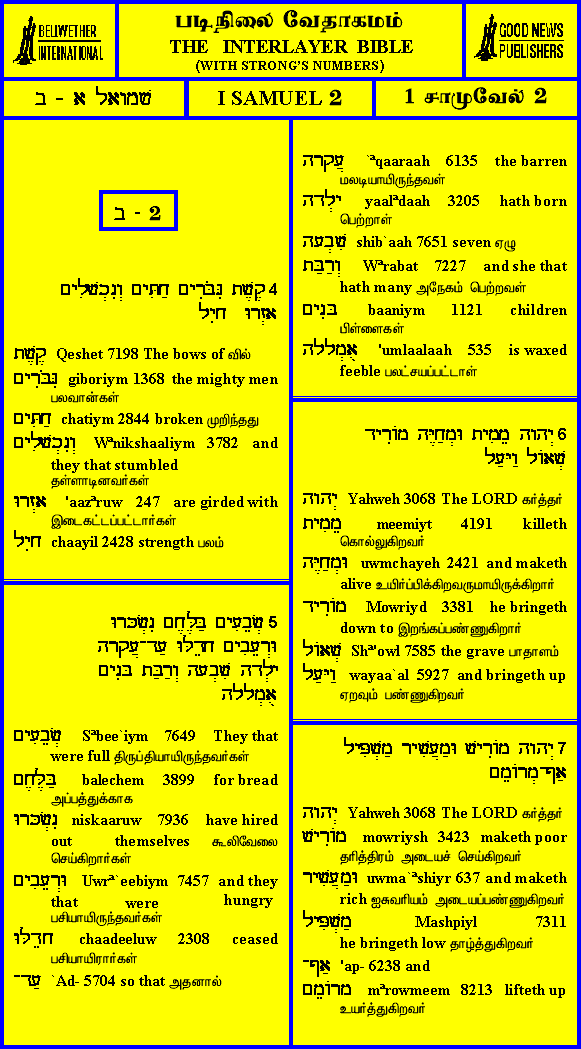 BELIWETHER
INTERNATIONAL
படிநிலை வேதாகமம்
THE INTERLAYER BIBLE
(WITH STRONG'S NUMBERS)
GOOD NEWS
PUBLISHERS
שמואל א - ב
I SAMUEL 2
1 சாமுவேல் 2
ב - 2
4 קֶשֶׁת גִּבֹּרִים חַתִּים וְנִכְשָׁלִים
אָזְרוּ חָיִל
קֶשֶׁת Qeshet 7198 The bows of வில்
גִּבֹּרִים giboriym 1368 the mighty men
பலவான்கள்
חַתִּים chatiym 2844 broken முறிந்தது
וְנִכְשָׁלִים Wªnikshaaliym 3782 and
they that stumbled
தள்ளாடினவர்கள்
אָזְרוּ 'aazªruw 247 are girded with
இடைகட்டப்பட்டார்கள்
חָיִל chaayil 2428 strength பலம்
5 שְׂבֵעִים בַּלֶּחֶם נִשְׂכָּרוּ
וּרְעֵבִים חָדֵלּוּ עַד־עֲקָרָה
יָלְדָה שִׁבְעָה וְרַבַּת בָּנִים
אֻמְלָלָה
שְׂבֵעִים Sªbee`iym 7649 They that
were full திருப்தியாயிருந்தவர்கள்
בַּלֶּחֶם balechem 3899 for bread
அப்பத்துக்காக
נִשְׂכָּרוּ niskaaruw 7936 have hired
out themselves கூலிவேலை
செய்கிறார்கள்
וּרְעֵבִים Uwrª`eebiym 7457 and they
that were hungry
பசியாயிருந்தவர்கள்
חָדֵלּוּ chaadeeluw 2308 ceased
பசியாயிரார்கள்
עַד־ `Ad- 5704 so that அதனால்
עֲקָרָה `ªqaaraah 6135 the barren
மலடியாயிருந்தவள்
יָלְדָה yaalªdaah 3205 hath born
பெற்றாள்
שִׁבְעָה shib`aah 7651 seven ஏழு
וְרַבַּת Wªrabat 7227 and she that
hath many அநேகம் பெற்றவள்
בָּנִים baaniym 1121 children
பிள்ளைகள்
אֻמְלָלָה 'umlaalaah 535 is waxed
feeble பலட்சயப்பட்டாள்
6 יְהוָה מֵמִית וּמְחַיֶּה מוֹרִיד
שְׁאוֹל וַיָּעַל
יְהוָה Yahweh 3068 The LORD கர்த்தர்
מֵמִית meemiyt 4191 killeth
கொல்லுகிறவர்
וּמְחַיֶּה uwmchayeh 2421 and maketh
alive உயிர்ப்பிக்கிறவருமாயிருக்கிறார்
מוֹרִיד Mowriyd 3381 he bringeth
down to இறங்கப்பண்ணுகிறார்
שְׁאוֹל Shª'owl 7585 the grave பாதாளம்
וַיָּעַל wayaa`al 5927 and bringeth up
ஏறவும் பண்ணுகிறவர்
7 יְהוָה מוֹרִישׁ וּמַעֲשִׁיר מַשְׁפִּיל
אַף־מְרוֹמֵם
יְהוָה Yahweh 3068 The LORD கர்த்தர்
מוֹרִישׁ mowriysh 3423 maketh poor
தரித்திரம் அடையச் செய்கிறவர்
וּמַעֲשִׁיר uwma`ªshiyr 637 and maketh
rich ஐசுவரியம் அடையப்பண்ணுகிறவர்
מַשְׁפִּיל Mashpiyl 7311
he bringeth low தாழ்த்துகிறவர்
אַף־ 'ap- 6238 and
מְרוֹמֵם mªrowmeem 8213 lifteth up
உயர்த்துகிறவர்